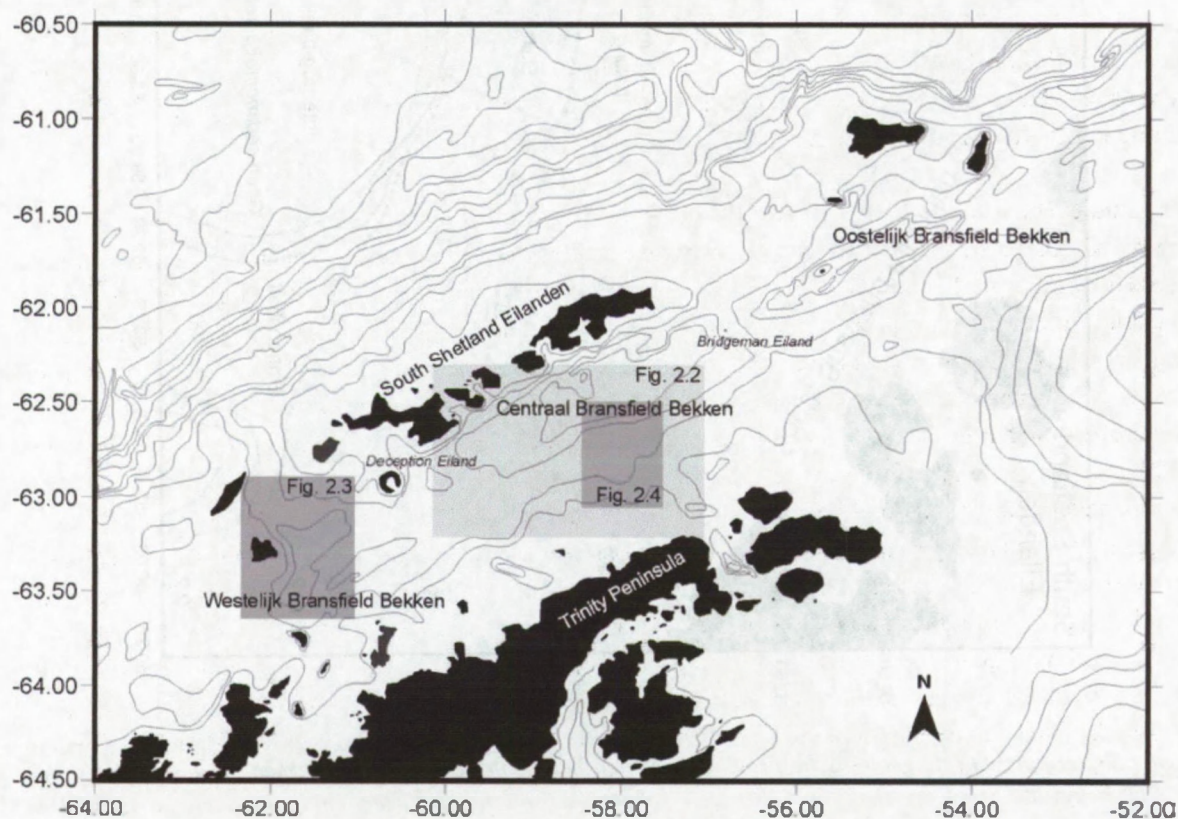 -60.50
-61.00
-61.50
-62.00
-62.50
-63.00
-63.50
-64.00
-64.50
Oostelijk Bransfield Bekken
South Shetland Eilanden
Bridgeman Eiland
Fig. 2.2
Centraal Bransfield Bekken
Deception Eiland
Fig. 2.3
Fig. 2.4
Westelijk Bransfield Bekken
Trinity Peninsula
N
-64.00 -62.00 -60.00 -58.00 -56.00 -54.00 -52.00